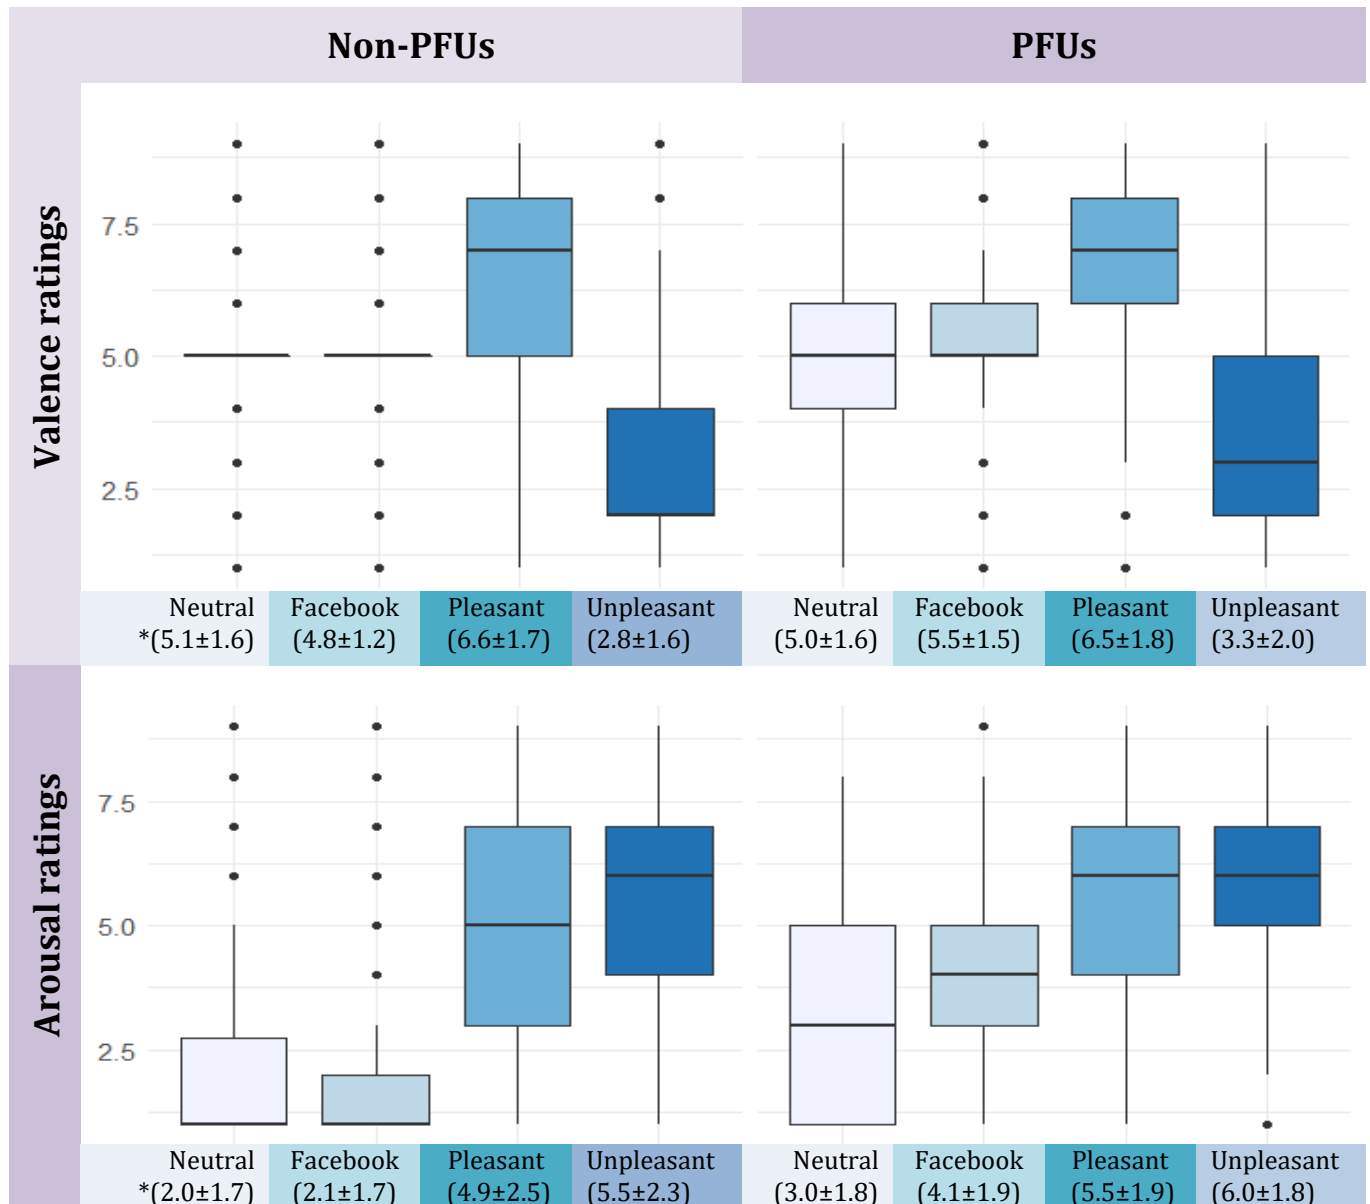 Non-PFUs PFUs
Valence ratings
7.5
5.0
2.5
Neutral Facebook Pleasant Unpleasant Neutral Facebook Pleasant Unpleasant
*(5.1±1.6) (4.8±1.2) (6.6±1.7) (2.8±1.6) (5.0±1.6) (5.5±1.5) (6.5±1.8) (3.3±2.0)
Arousal ratings
7.5
5.0
2.5
Neutral Facebook Pleasant Unpleasant Neutral Facebook Pleasant Unpleasant
*(2.0±1.7) (2.1±1.7) (4.9±2.5) (5.5±2.3) (3.0±1.8) (4.1±1.9) (5.5±1.9) (6.0±1.8)